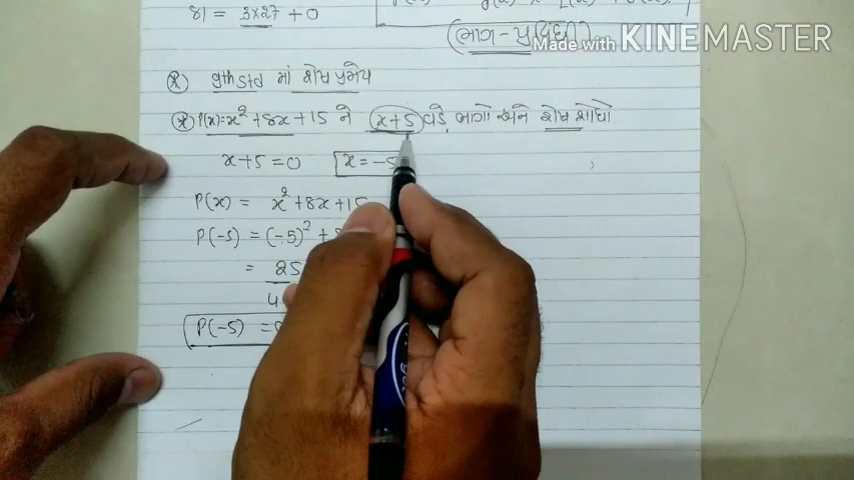 81 = 3×27 + 0
(ભાગ-પ્રવિધી)
Made with KINEMASTER
* 9th std માં શેષ પ્રમેય
* P(x)=x²+8x+15 ને x+5 વડે ભાગો અને શેષ શોધો
x+5=0 x=-5
P(x) = x²+8x+15
P(-5) = (-5)² +
= 25
P(-5) =